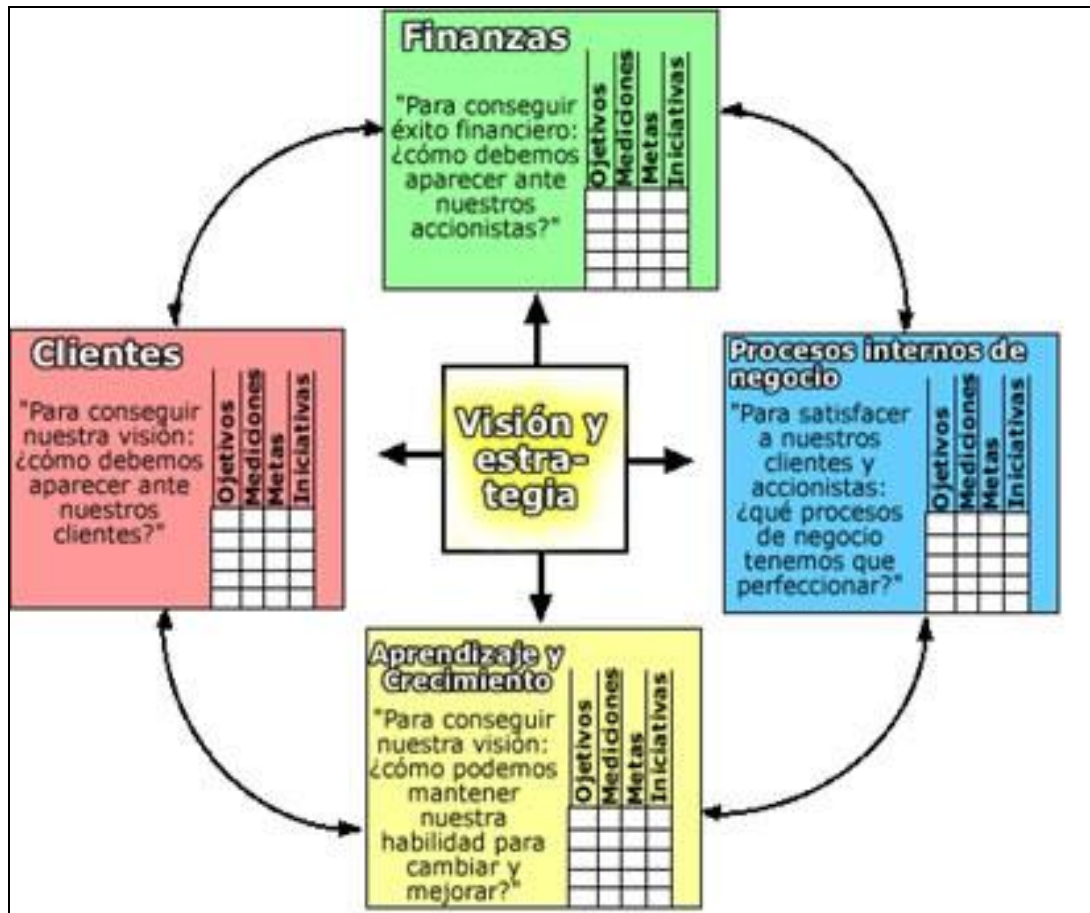 Finanzas
"Para conseguir
éxito financiero:
¿cómo debemos
aparecer ante
nuestros
accionistas?"
Ojetivos
Mediciones
Metas
Iniciativas
Clientes
"Para conseguir
nuestra visión:
¿cómo debemos
aparecer ante
nuestros
clientes?"
Ojetivos
Mediciones
Metas
Iniciativas
Visión y
estra-
tegia
Procesos internos de
negocio
"Para satisfacer
a nuestros
clientes y
accionistas:
¿qué procesos
de negocio
tenemos que
perfeccionar?"
Ojetivos
Mediciones
Metas
Iniciativas
Aprendizaje y
Crecimiento
"Para conseguir
nuestra visión:
¿cómo podemos
mantener
nuestra
habilidad para
cambiar y
mejorar?"
Ojetivos
Mediciones
Metas
Iniciativas